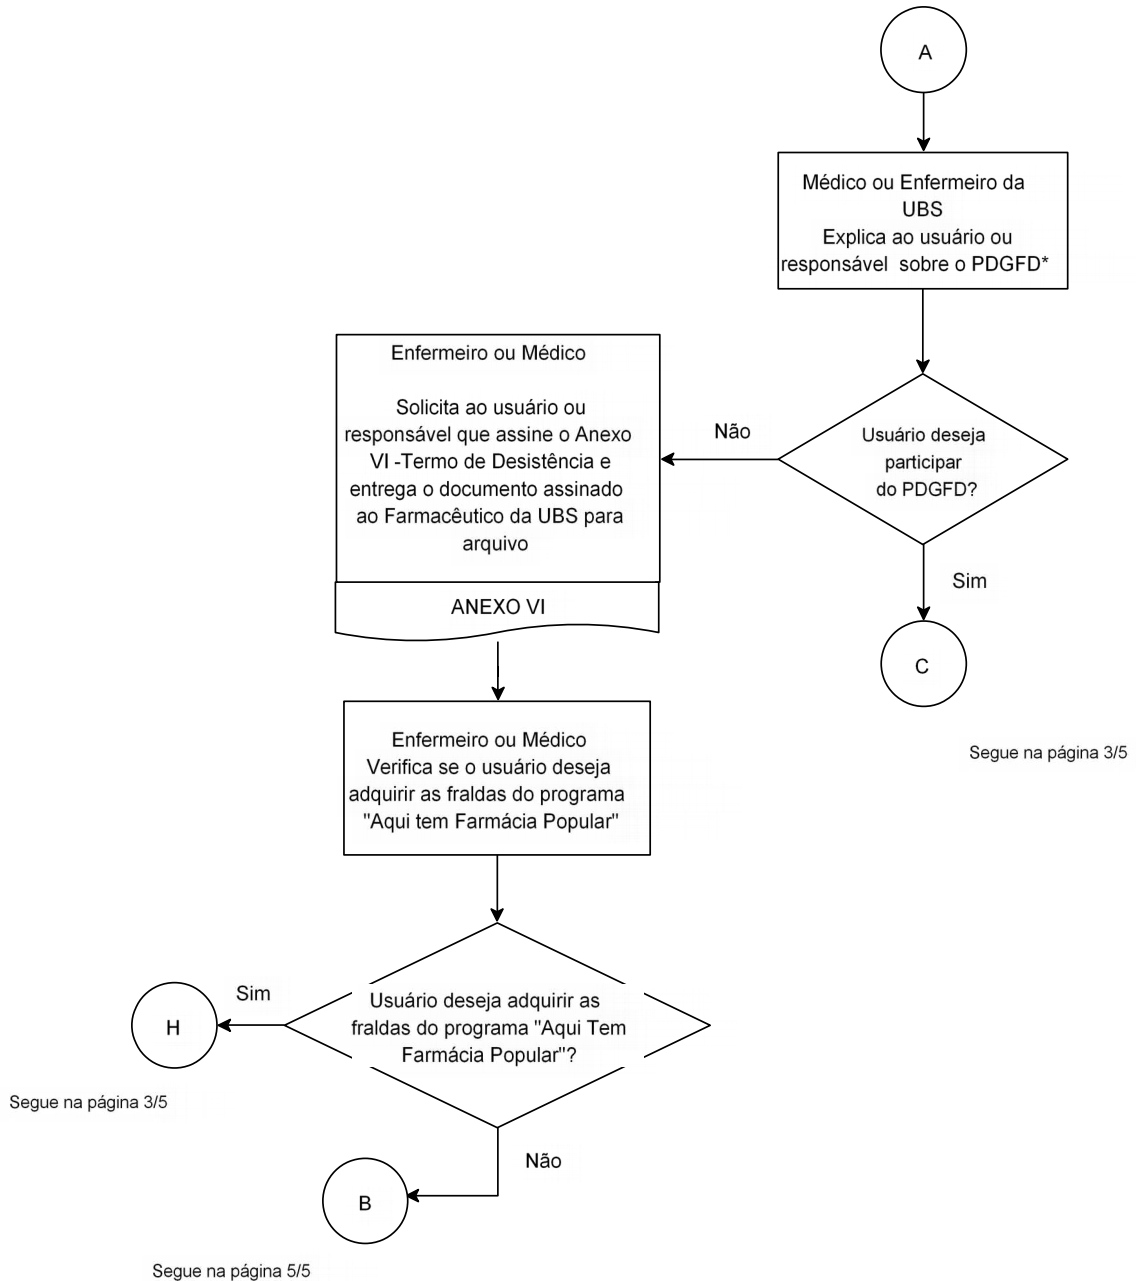 A
Médico ou Enfermeiro da
UBS
Explica ao usuário ou
responsável sobre o PDGFD*
Usuário deseja
participar
do PDGFD?
Não
Sim
C
Segue na página 3/5
Enfermeiro ou Médico
Solicita ao usuário ou
responsável que assine o Anexo
VI -Termo de Desistência e
entrega o documento assinado
ao Farmacêutico da UBS para
arquivo
ANEXO VI
Enfermeiro ou Médico
Verifica se o usuário deseja
adquirir as fraldas do programa
"Aqui tem Farmácia Popular"
Usuário deseja adquirir as
fraldas do programa "Aqui Tem
Farmácia Popular"?
Sim
H
Segue na página 3/5
Não
B
Segue na página 5/5